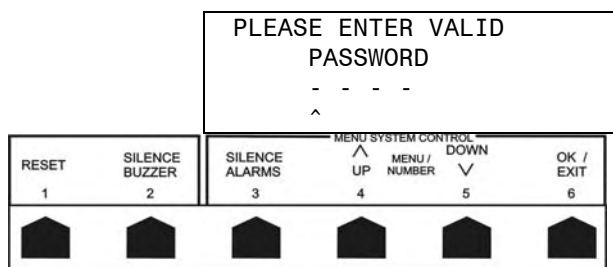 PLEASE ENTER VALID
PASSWORD
- - - -
^
MENU SYSTEM CONTROL
RESET
1
SILENCE
BUZZER
2
SILENCE
ALARMS
3
UP
4
MENU /
NUMBER
DOWN
5
OK /
EXIT
6